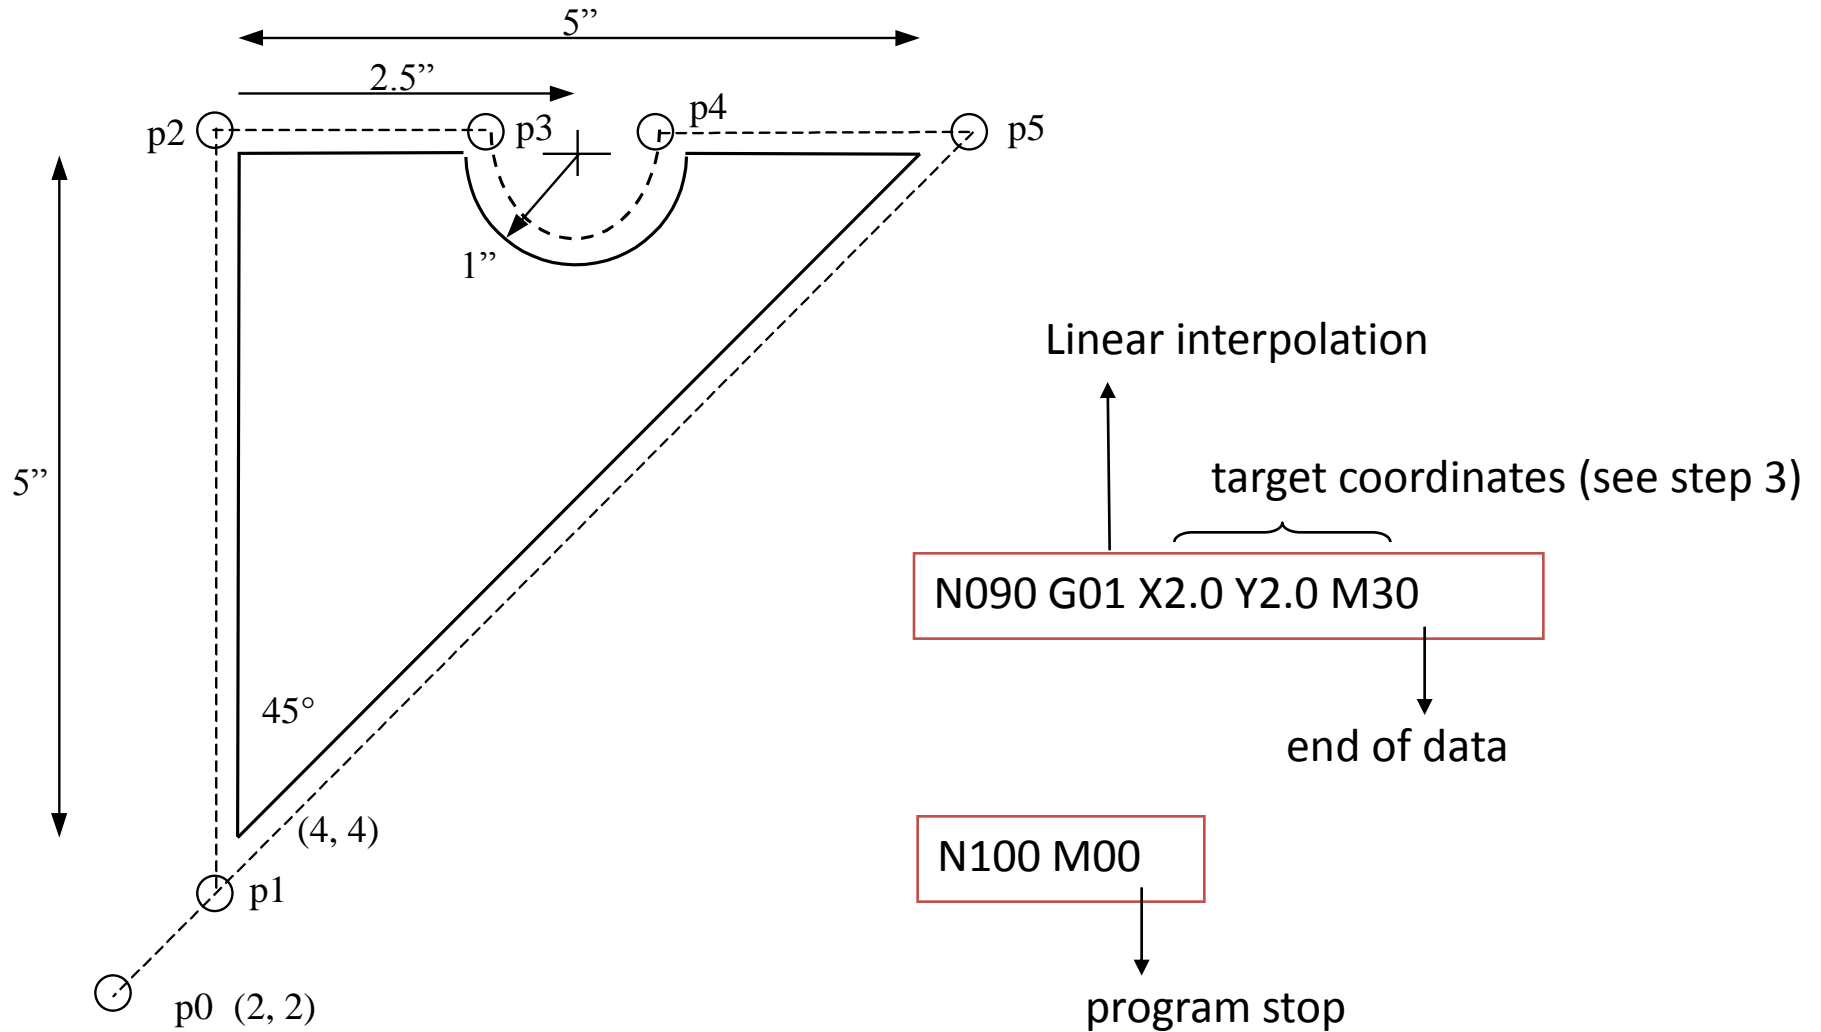 5”
2.5”
p2
p3
p4
p5
1”
Linear interpolation
target coordinates (see step 3)
5”
N090 G01 X2.0 Y2.0 M30
45°
end of data
(4, 4)
N100 M00
p1
p0 (2, 2)
program stop